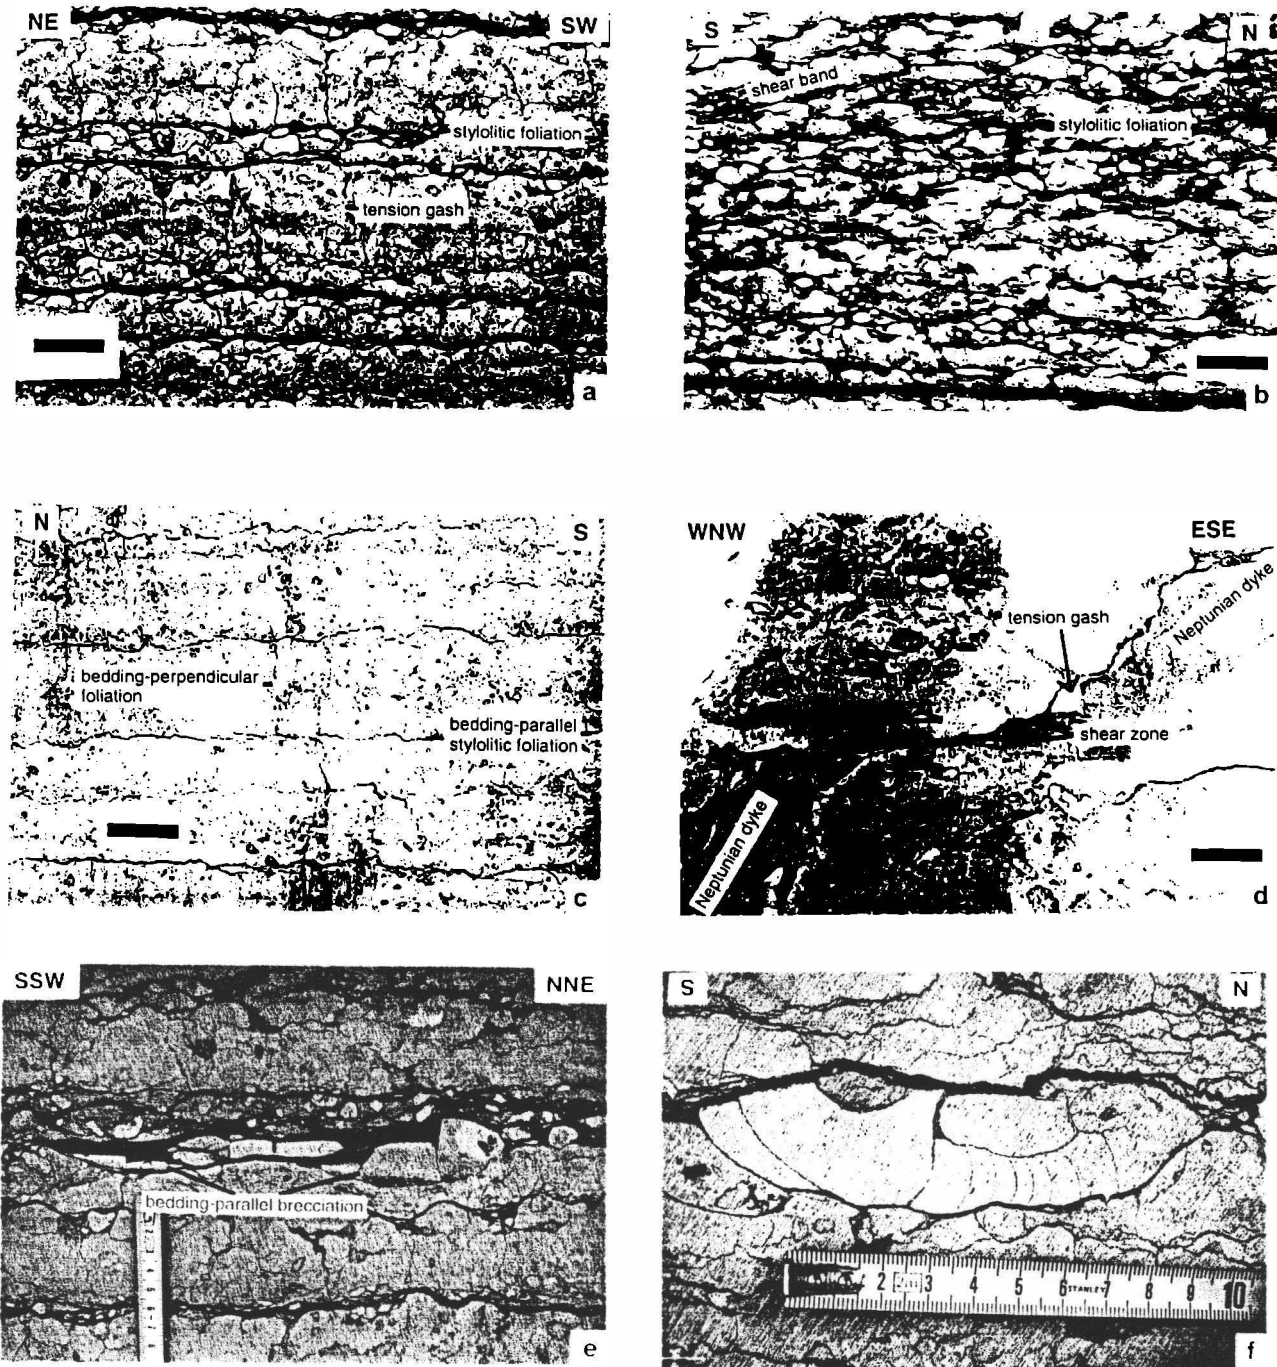 NE
SW
stylolitic foliation
tension gash
a
S
N
shear band
stylolitic foliation
b
N
S
bedding-perpendicular
foliation
bedding-parallel
stylolitic foliation
c
WNW
ESE
tension gash
Neptunian dyke
shear zone
Neptunian dyke
d
SSW
NNE
bedding-parallel brecciation
e
S
N
2 3 4 5 6 STANLEY 7 8 9 10
f